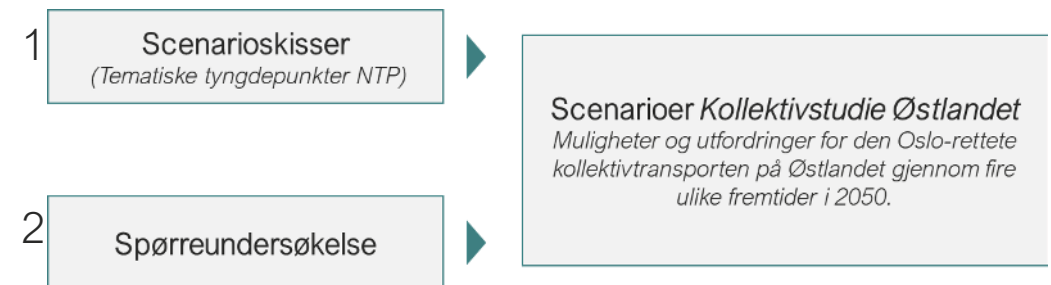 1
Scenarioskisser
(Tematiske tyngdepunkter NTP)
2
Spørreundersøkelse
Scenarioer Kollektivstudie Østlandet
Muligheter og utfordringer for den Oslo-rettete
kollektivtransporten på Østlandet gjennom fire
ulike fremtider i 2050.